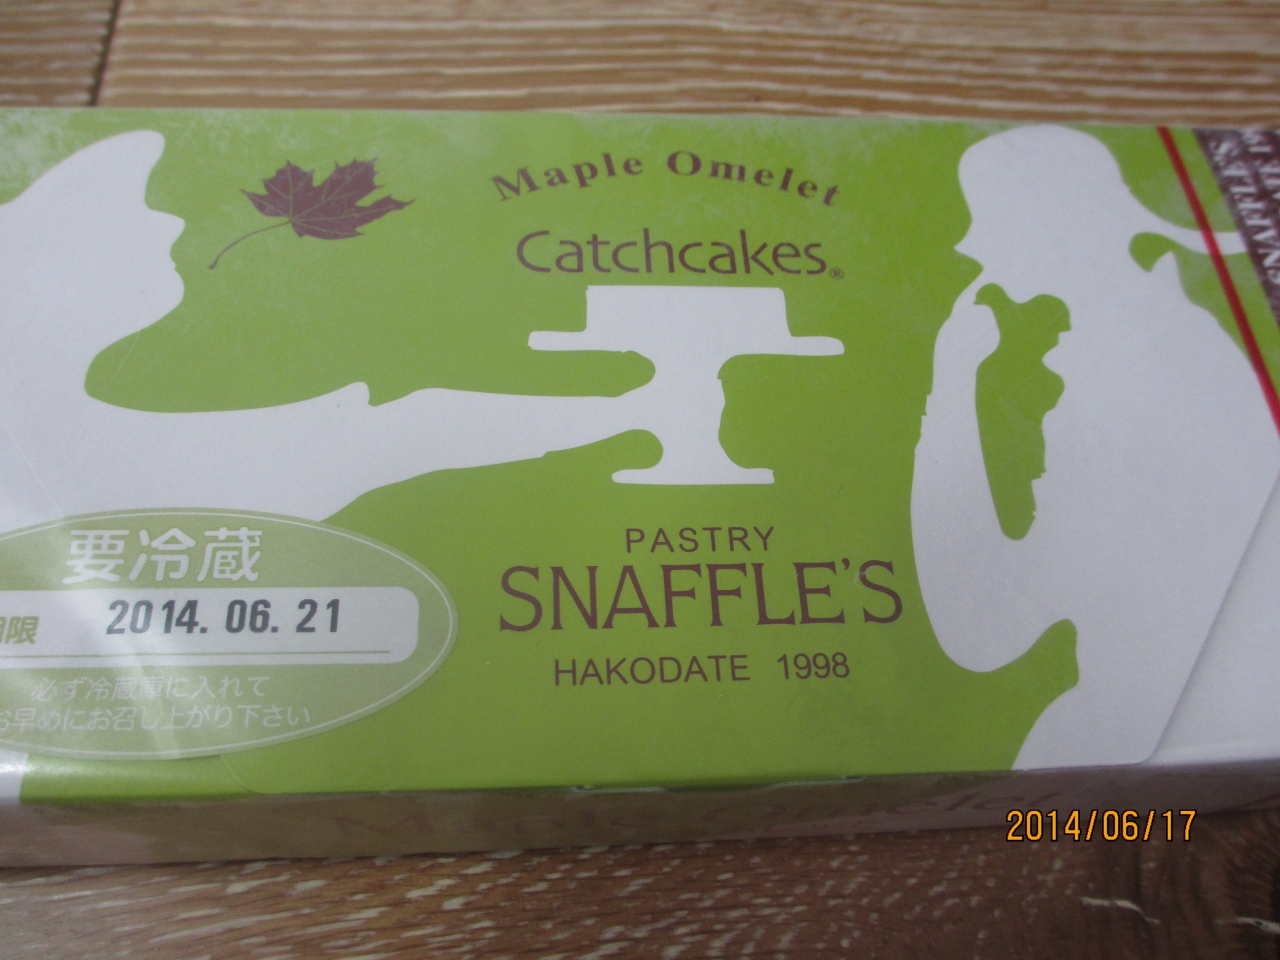 Maple Omelet
Catchcakes®
PASTRY
SNAFFLE'S
HAKODATE 1998
要冷蔵
限 2014. 06. 21
必ず冷蔵庫に入れて
お早めにお召し上がり下さい
SNAFFLE'S
2014/06/17